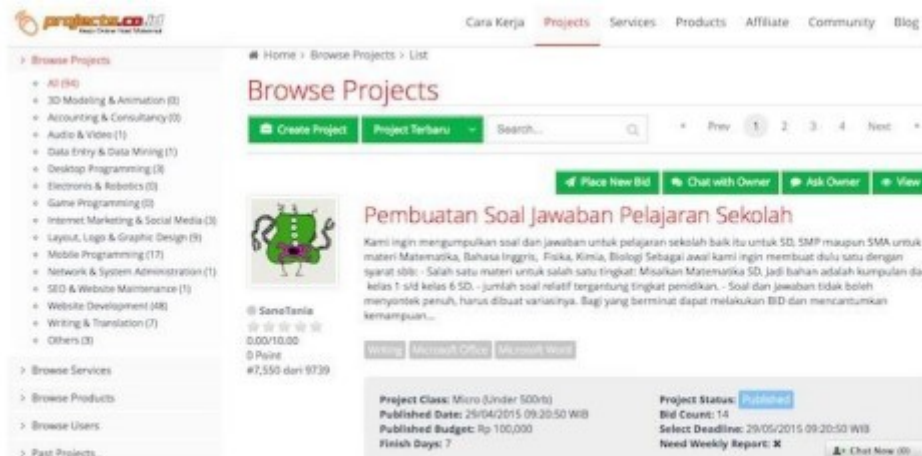 projects.co.id
Cara Kerja Projects Services Products Affiliate Community Blog
> Browse Projects
All (94)
3D Modeling & Animation (0)
Accounting & Consultancy (0)
Audio & Video (1)
Data Entry & Data Mining (1)
Desktop Programming (3)
Electronis & Robotics (0)
Game Programming (0)
Internet Marketing & Social Media (3)
Layout, Logo & Graphic Design (9)
Mobile Programming (17)
Network & System Administration (1)
SEO & Website Maintenance (1)
Website Development (48)
Writing & Translation (7)
Others (3)
> Browse Services
> Browse Products
> Browse Users
> Past Projects
Home > Browse Projects > List
Browse Projects
Create Project Project Terbaru Search... « Prev 1 2 3 4 Next »
Place New Bid Chat with Owner Ask Owner View
Pembuatan Soal Jawaban Pelajaran Sekolah
Kami ingin mengumpulkan soal dan jawaban untuk pelajaran sekolah baik itu untuk SD, SMP maupun SMA untuk
materi Matematika, Bahasa Inggris, Fisika, Kimia, Biologi Sebagai awal kami ingin membuat dulu satu dengan
syarat sbb: - Salah satu materi untuk salah satu tingkat: Misalkan Matematika SD, jadi bahan adalah kumpulan da
kelas 1 s/d kelas 6 SD. - jumlah soal relatif tergantung tingkat penidikan. - Soal dan jawaban tidak boleh
menyontek penuh, harus dibuat variasinya. Bagi yang berminat dapat melakukan BID dan mencantumkan
kemampuan...
SanoTania
0.00/10.00
0 Point
#7,550 dari 9739
Writing Microsoft Office Microsoft Word
Project Class: Micro (Under 500rb)
Published Date: 29/04/2015 09:20:50 WIB
Published Budget: Rp 100,000
Finish Days: 7
Project Status: Published
Bid Count: 14
Select Deadline: 29/05/2015 09:20:50 WIB
Need Weekly Report: ✖
Chat Now (0)